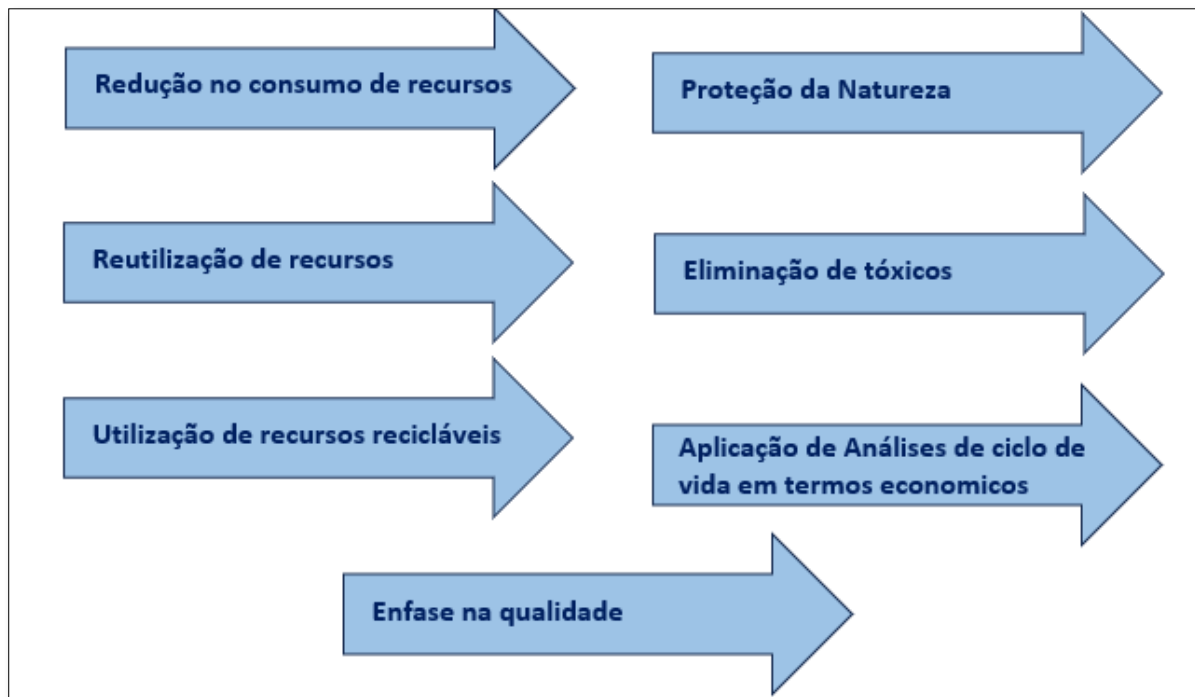 Redução no consumo de recursos
Proteção da Natureza
Reutilização de recursos
Eliminação de tóxicos
Utilização de recursos recicláveis
Aplicação de Análises de ciclo de
vida em termos economicos
Enfase na qualidade